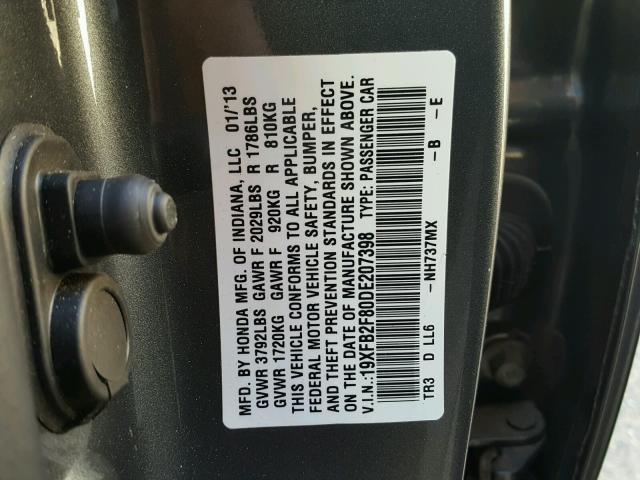 MFD. BY HONDA MFG. OF INDIANA, LLC 01/'13
GVWR 3792LBS GAWR F 2029LBS R 1786LBS
GVWR 1720KG GAWR F 920KG R 810KG
THIS VEHICLE CONFORMS TO ALL APPLICABLE
FEDERAL MOTOR VEHICLE SAFETY, BUMPER,
AND THEFT PREVENTION STANDARDS IN EFFECT
ON THE DATE OF MANUFACTURE SHOWN ABOVE.
V.I.N.:19XFB2F80DE207398 TYPE: PASSENGER CAR
TR3 D LL6 -NH737MX -B -E